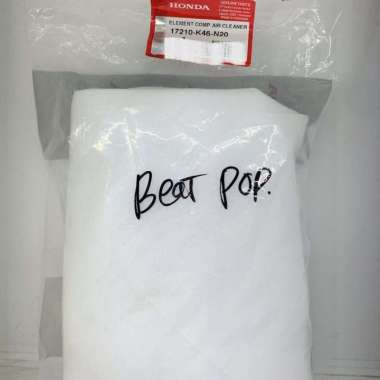 HONDA
ELEMENT COMP, AIR CLEANER
17210-K46-N20
Beat POP.